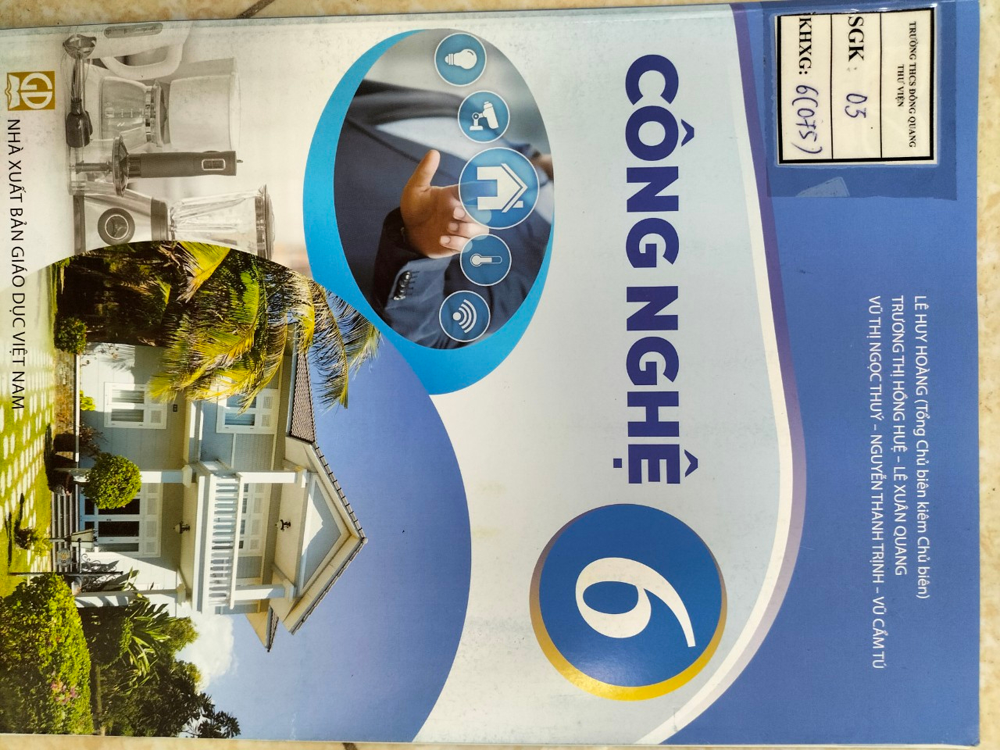 TRƯỜNG THCS ĐÔNG QUANG
THƯ VIỆN
SGK: 03
KHXG: 6(075)
LÊ HUY HOÀNG (Tổng Chủ biên kiêm Chủ biên)
TRƯƠNG THỊ HỒNG HUỆ – LÊ XUÂN QUANG
VŨ THỊ NGỌC THUÝ – NGUYỄN THANH TRỊNH – VŨ CẨM TÚ
CÔNG NGHỆ
6
GD
NHÀ XUẤT BẢN GIÁO DỤC VIỆT NAM